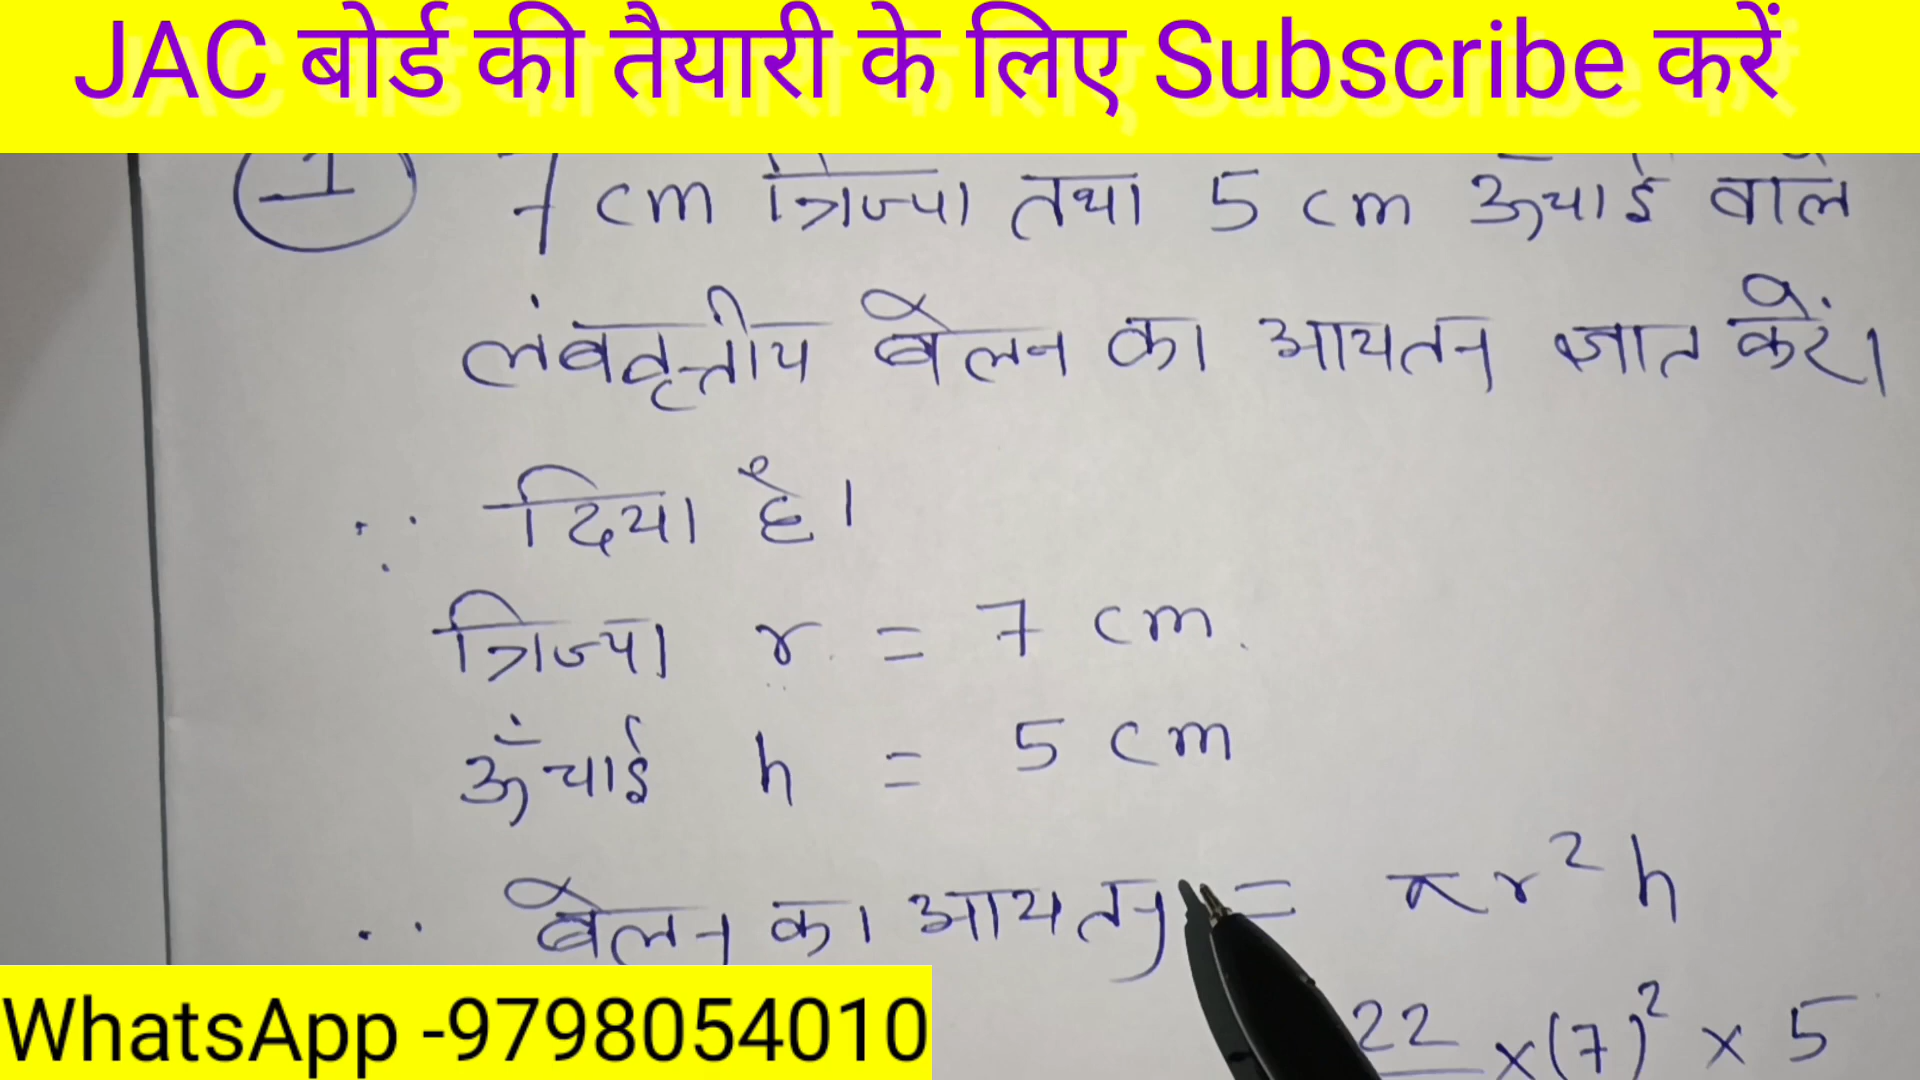 JAC बोर्ड की तैयारी के लिए Subscribe करें
1 7 cm त्रिज्या तथा 5 cm ऊँचाई वाले
लंबवृत्तीय बेलन का आयतन ज्ञात करें।
∵ दिया है।
त्रिज्या r = 7 cm.
ऊँचाई h = 5 cm
∴ बेलन का आयतन = πr²h
22 ×(7)² × 5
WhatsApp -9798054010